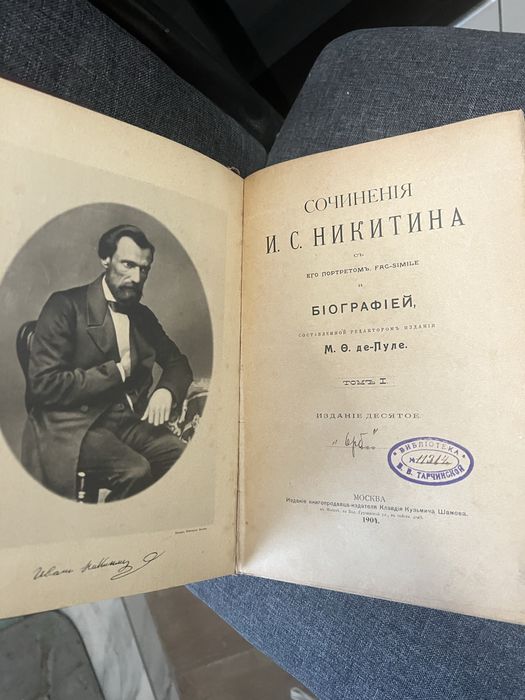 Иванъ Никитинъ
СОЧИНЕНІЯ
И. С. НИКИТИНА
СЪ
ЕГО ПОРТРЕТОМЪ, FAC-SIMILE
И
БІОГРАФІЕЙ,
СОСТАВЛЕННОЙ РЕДАКТОРОМЪ ИЗДАНІЯ
М. Ѳ. де-Пуле.
ТОМЪ I.
ИЗДАНІЕ ДЕСЯТОЕ.
БИБЛІОТЕКА
В. В. ТАРЧИНСКОЙ
МОСКВА
Изданіе книгопродавца-издателя Клавдія Кузьмича Шамова.
1904.